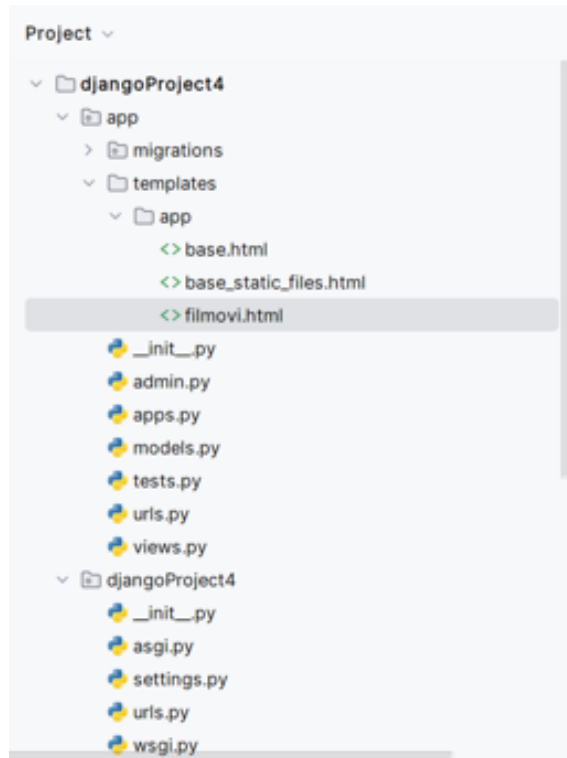 Project
djangoProject4
app
migrations
templates
app
base.html
base_static_files.html
filmovi.html
__init__.py
admin.py
apps.py
models.py
tests.py
urls.py
views.py
djangoProject4
__init__.py
asgi.py
settings.py
urls.py
wsgi.py